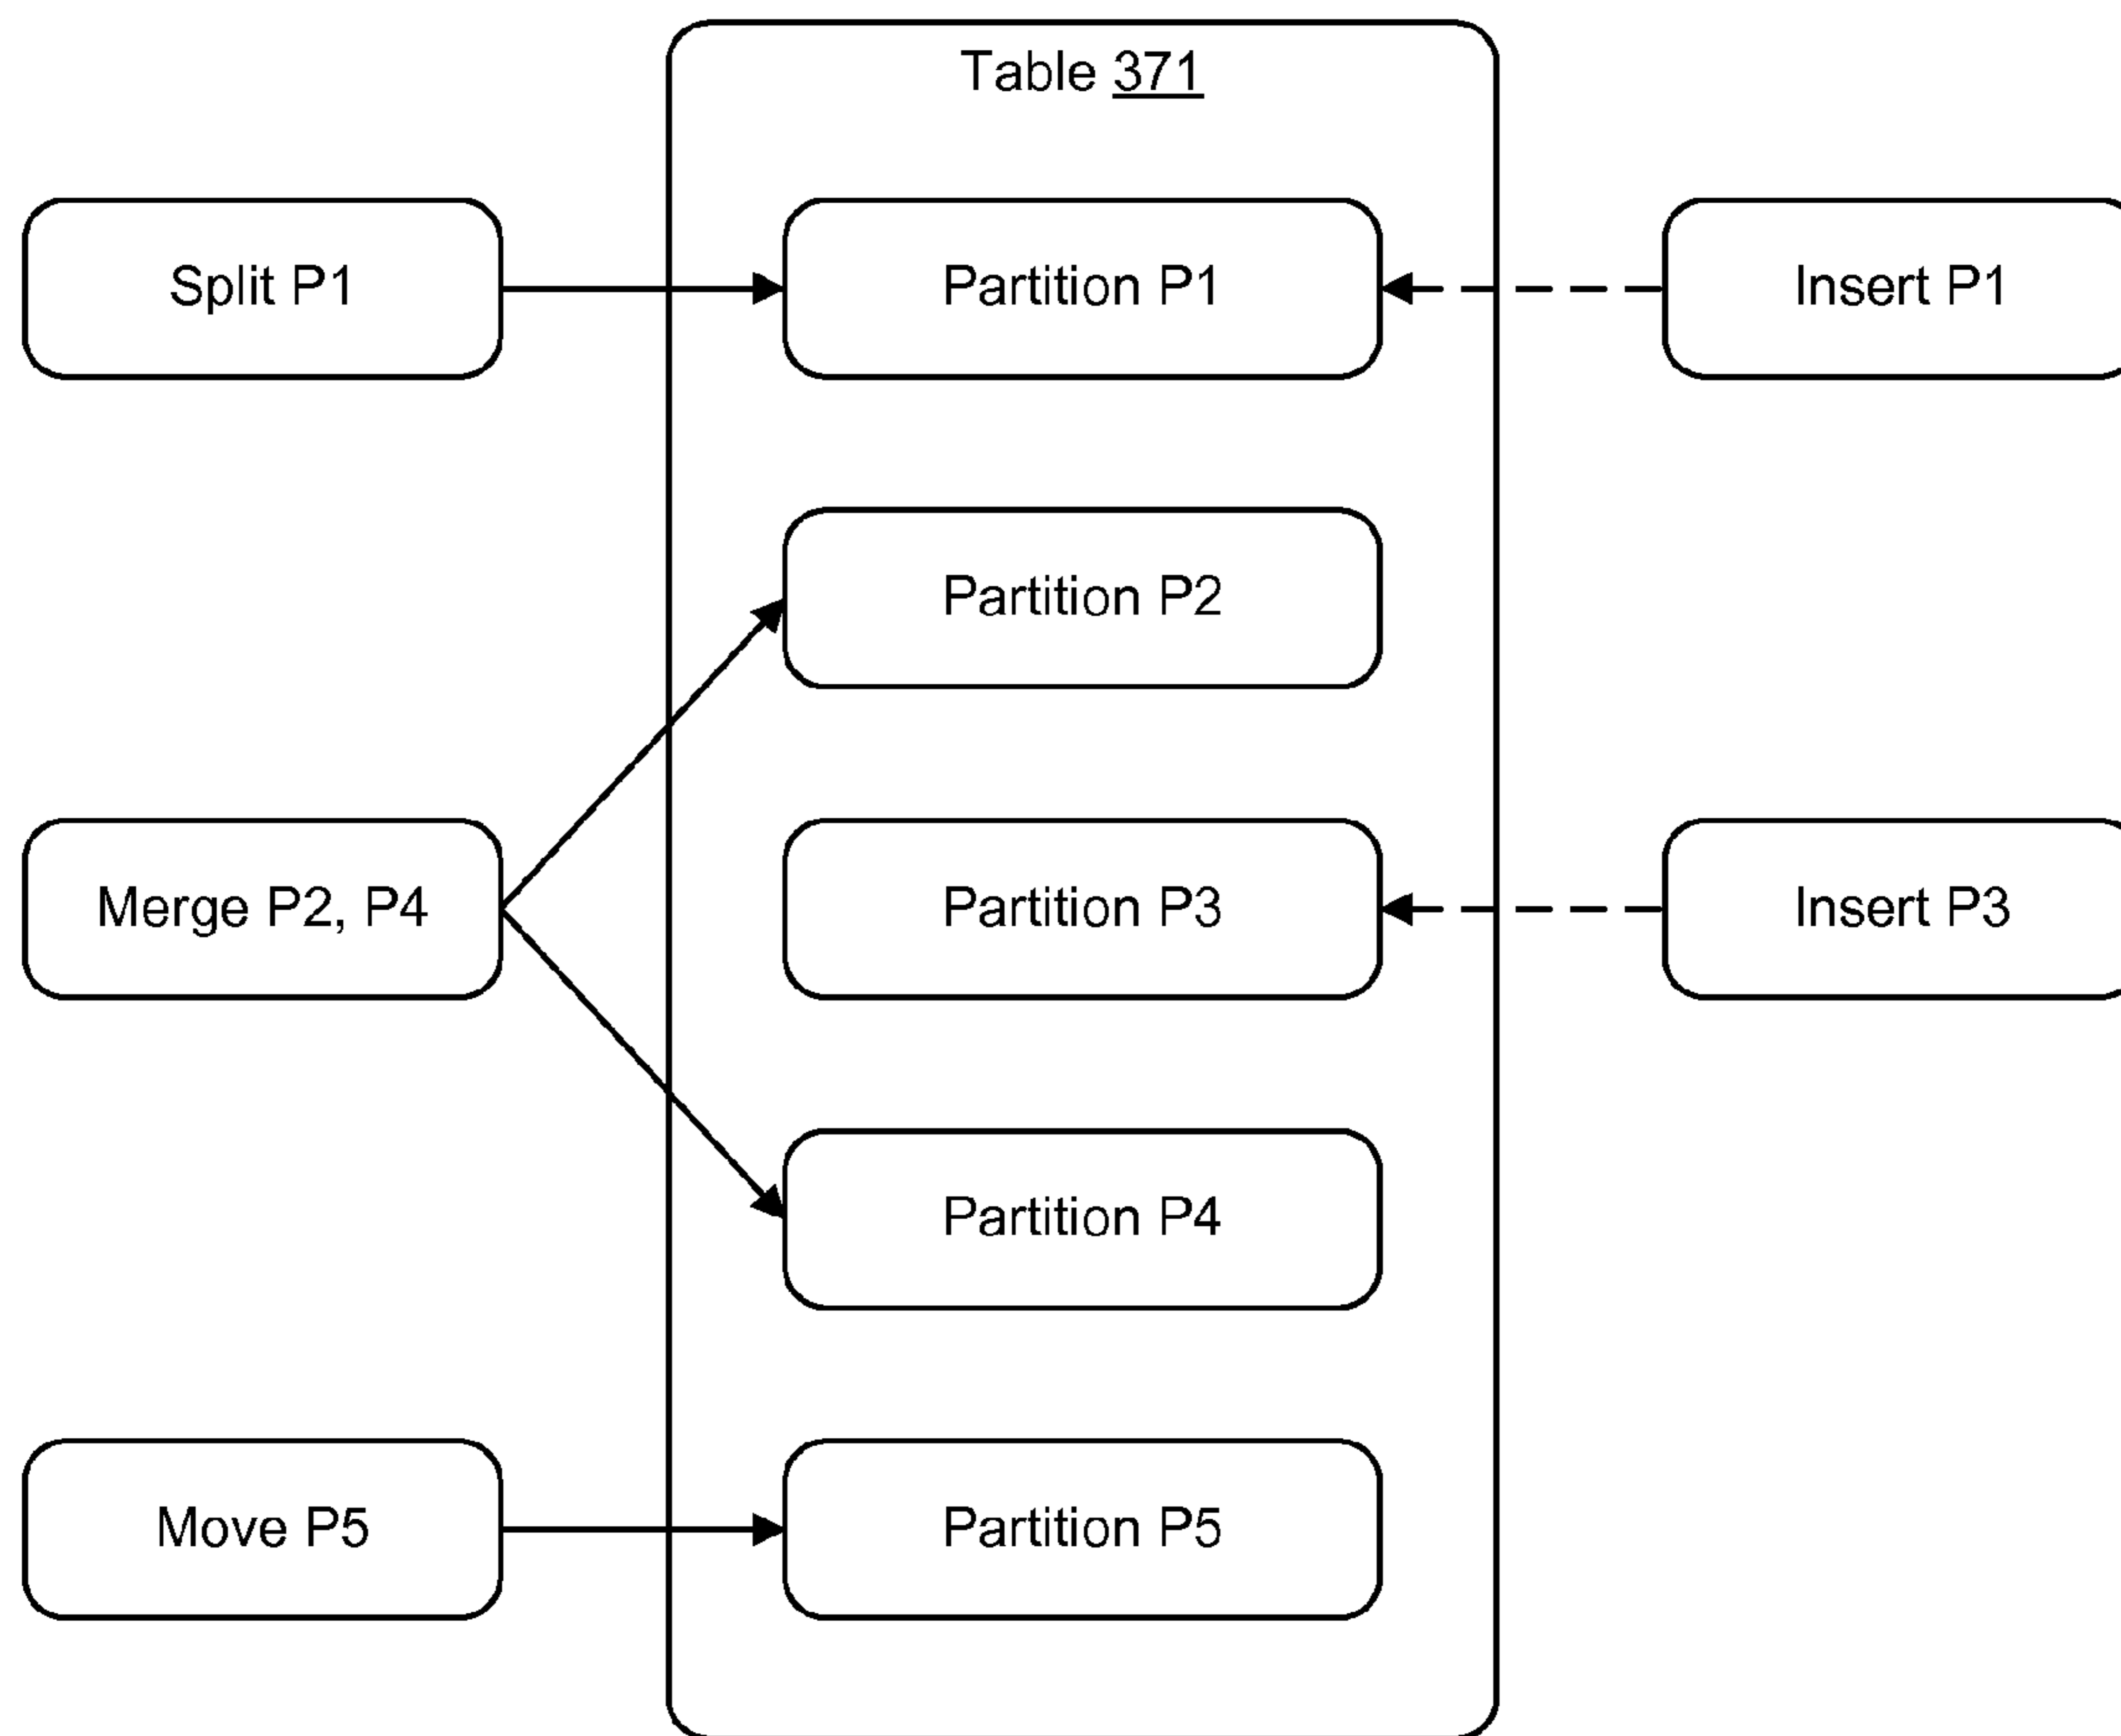 Table 371
Split P1
Partition P1
Insert P1
Partition P2
Merge P2, P4
Partition P3
Insert P3
Partition P4
Move P5
Partition P5